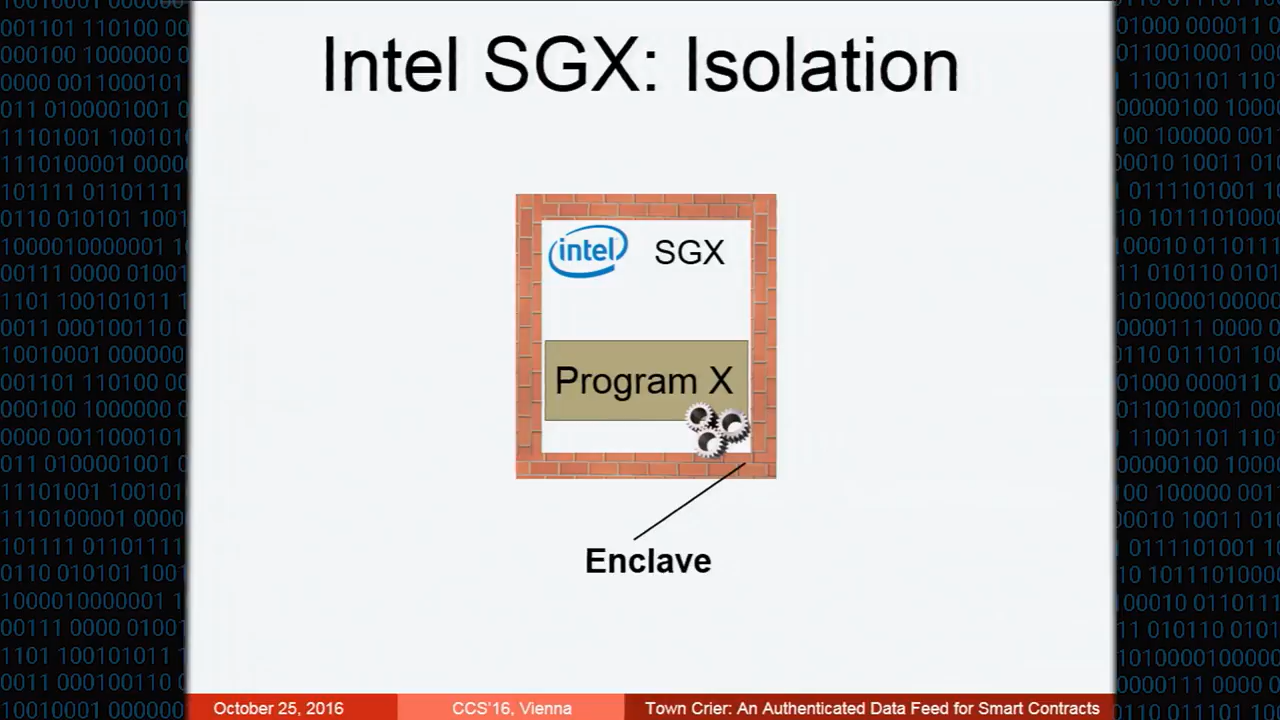 Intel SGX: Isolation
intel SGX
Program X
Enclave
October 25, 2016 CCS'16, Vienna Town Crier: An Authenticated Data Feed for Smart Contracts